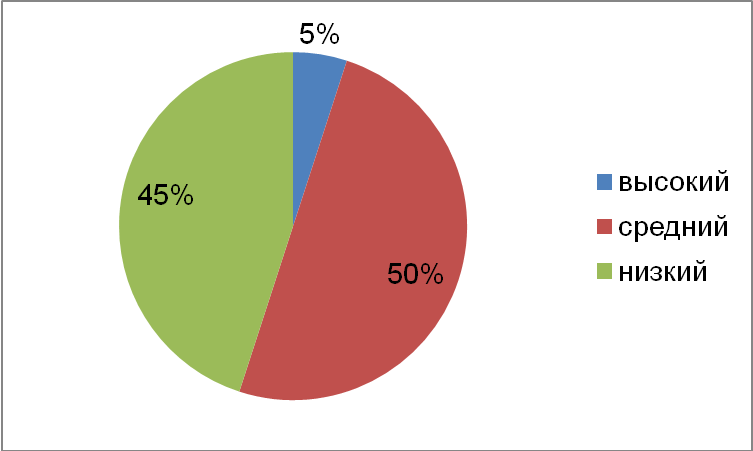 5%
45%
50%
высокий
средний
низкий